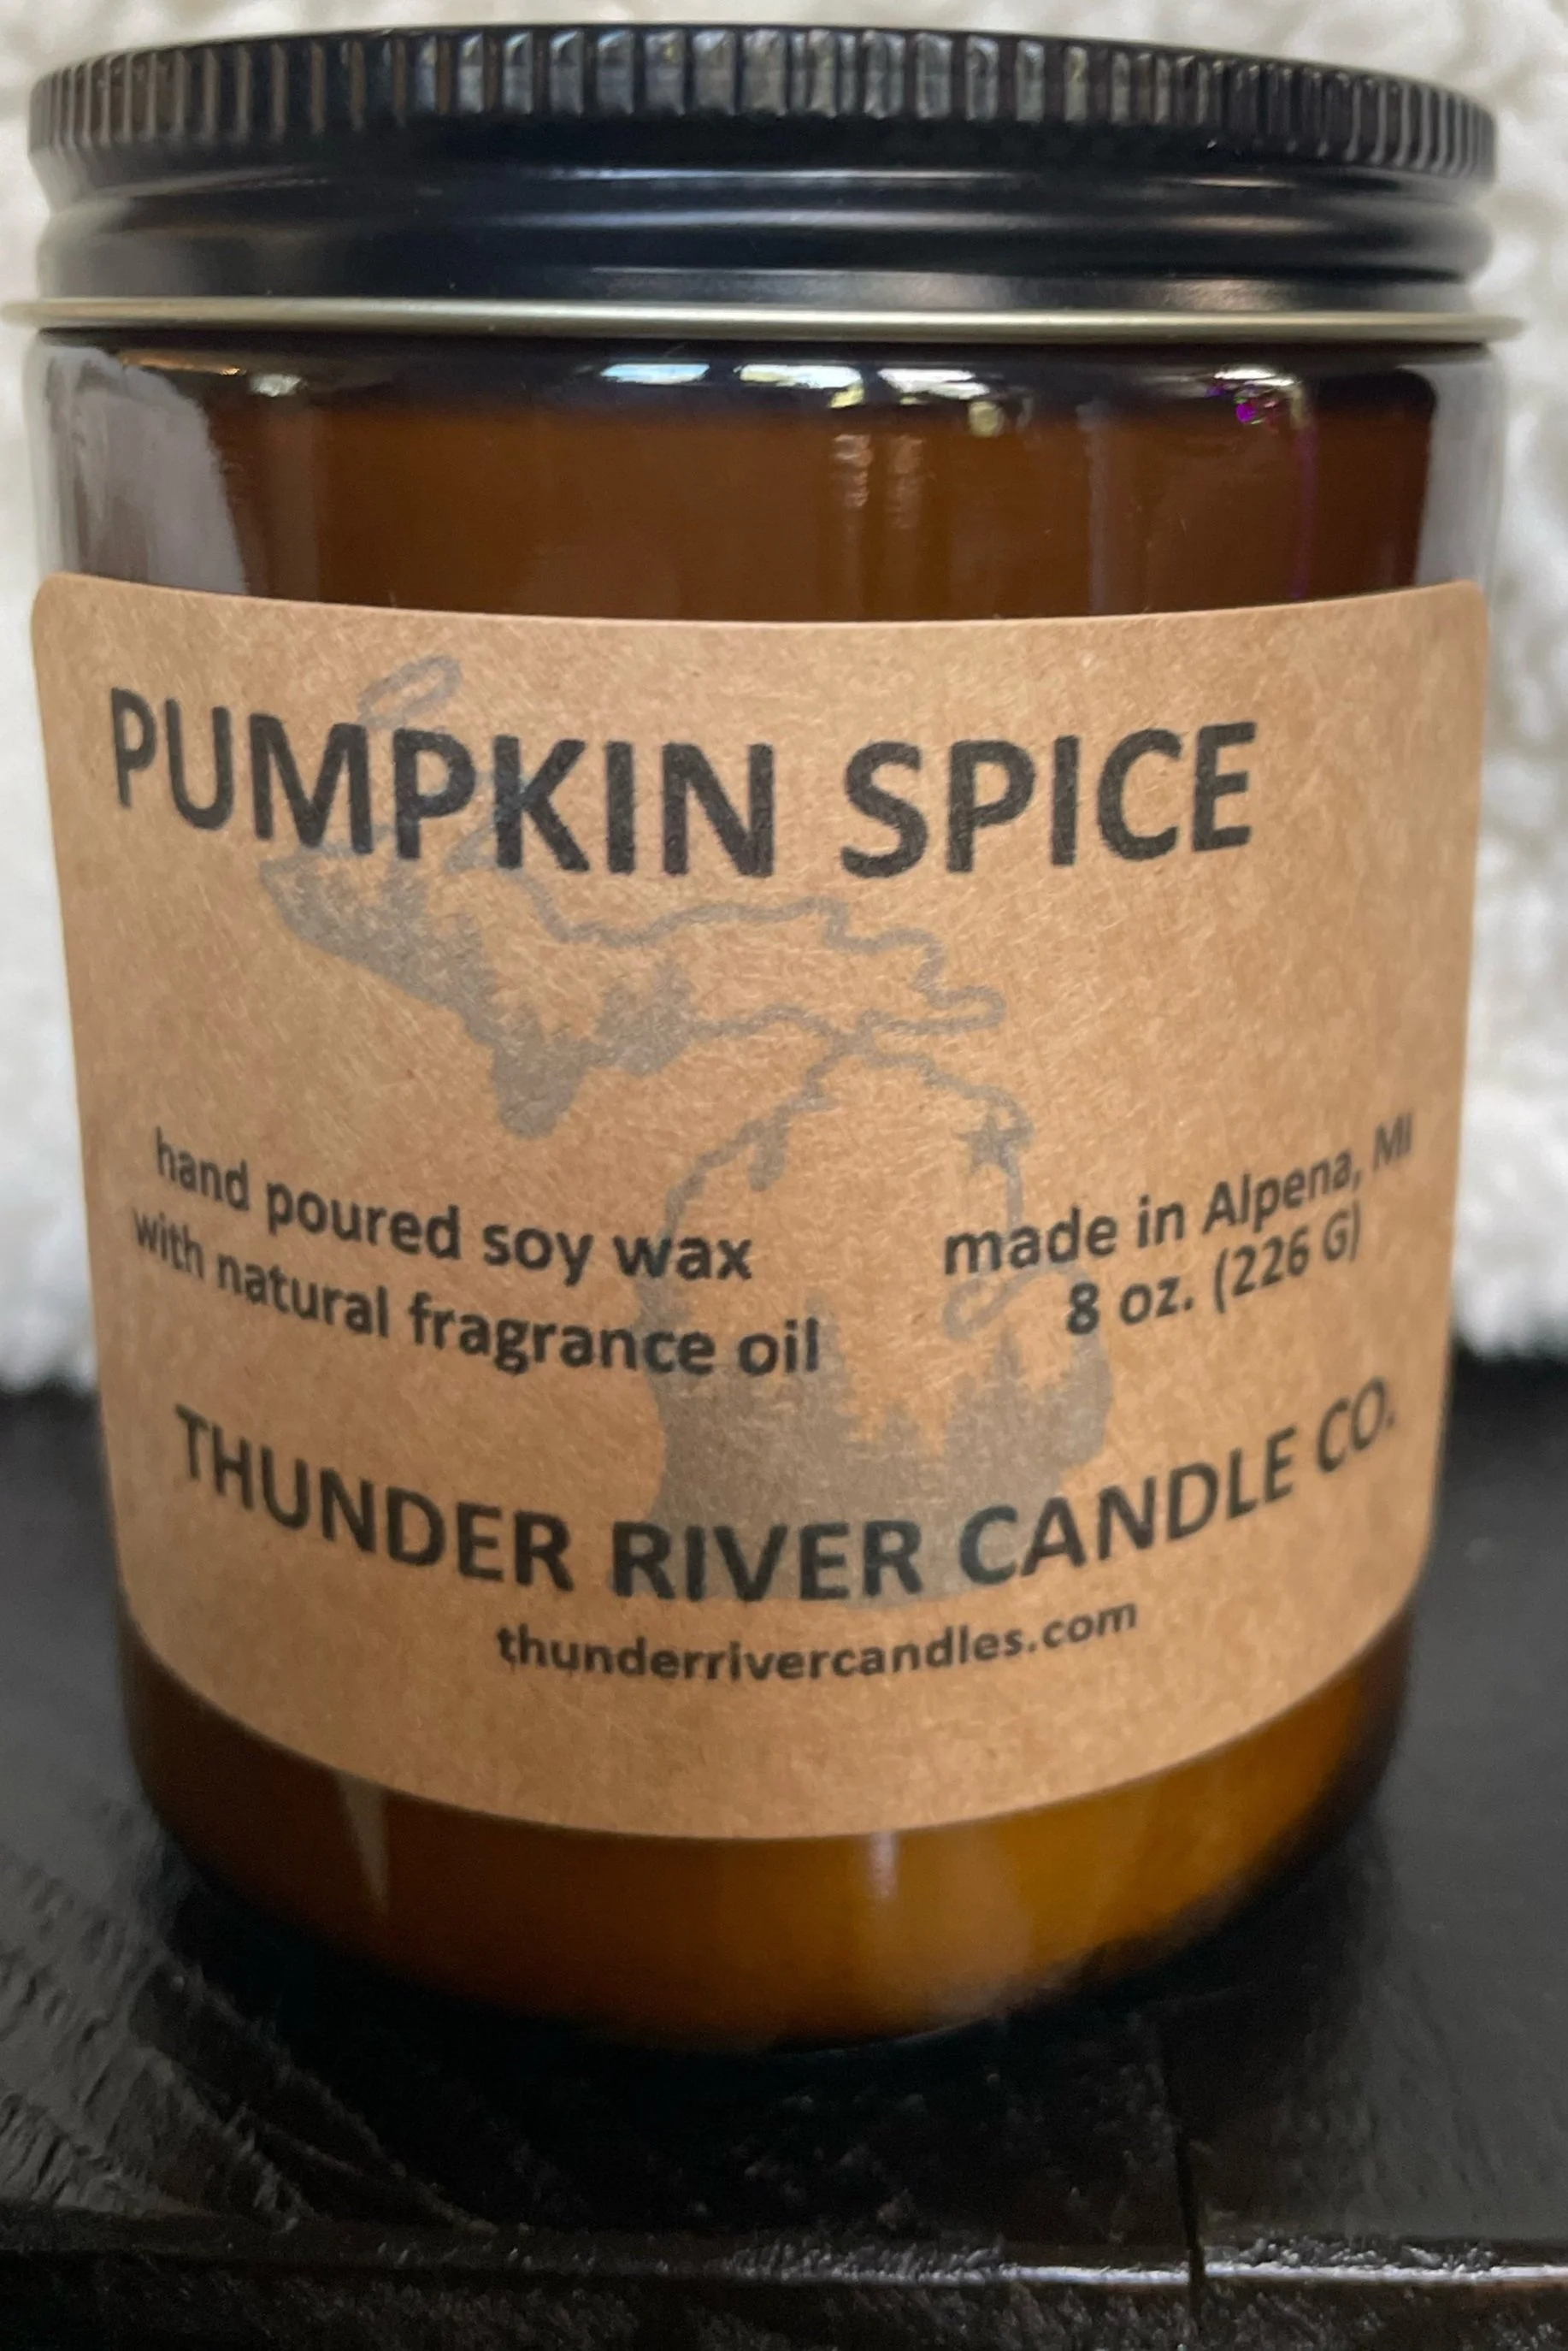 PUMPKIN SPICE
hand poured soy wax
with natural fragrance oil
made in Alpena, MI
8 oz. (226 G)
THUNDER RIVER CANDLE CO.
thunderrivercandles.com